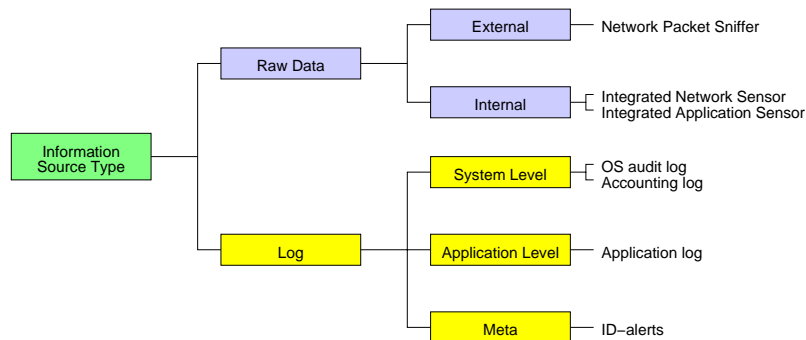 External
Network Packet Sniffer
Raw Data
Internal
Integrated Network Sensor
Integrated Application Sensor
Information
Source Type
System Level
OS audit log
Accounting log
Log
Application Level
Application log
Meta
ID−alerts